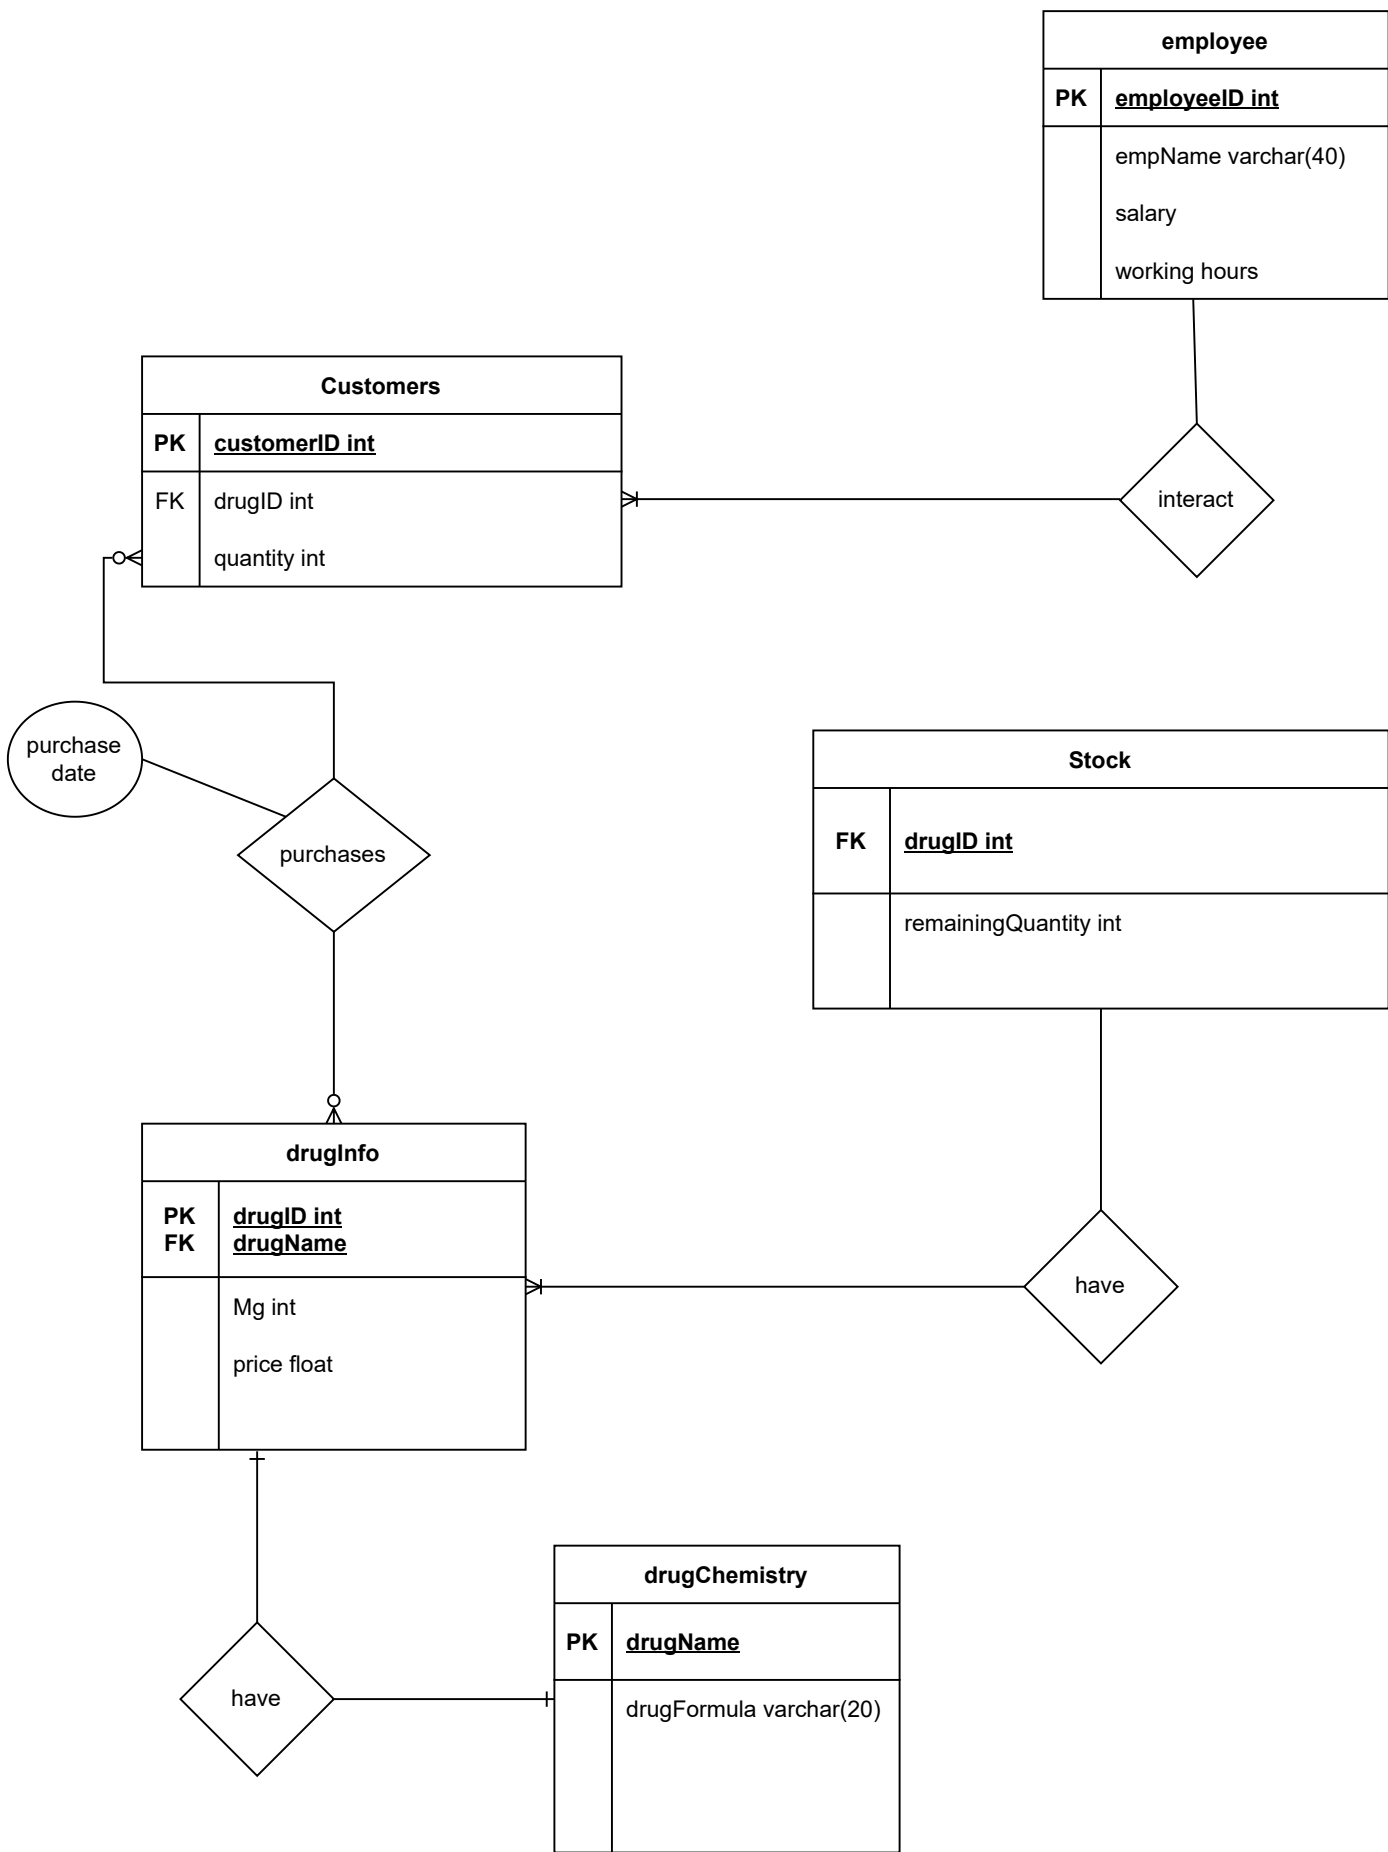 employee
PK employeeID int
empName varchar(40)
salary
working hours
Customers
PK customerID int
FK drugID int
quantity int
interact
purchase
date
purchases
Stock
FK drugID int
remainingQuantity int
drugInfo
PK drugID int
FK drugName
Mg int
price float
have
drugChemistry
PK drugName
drugFormula varchar(20)
have